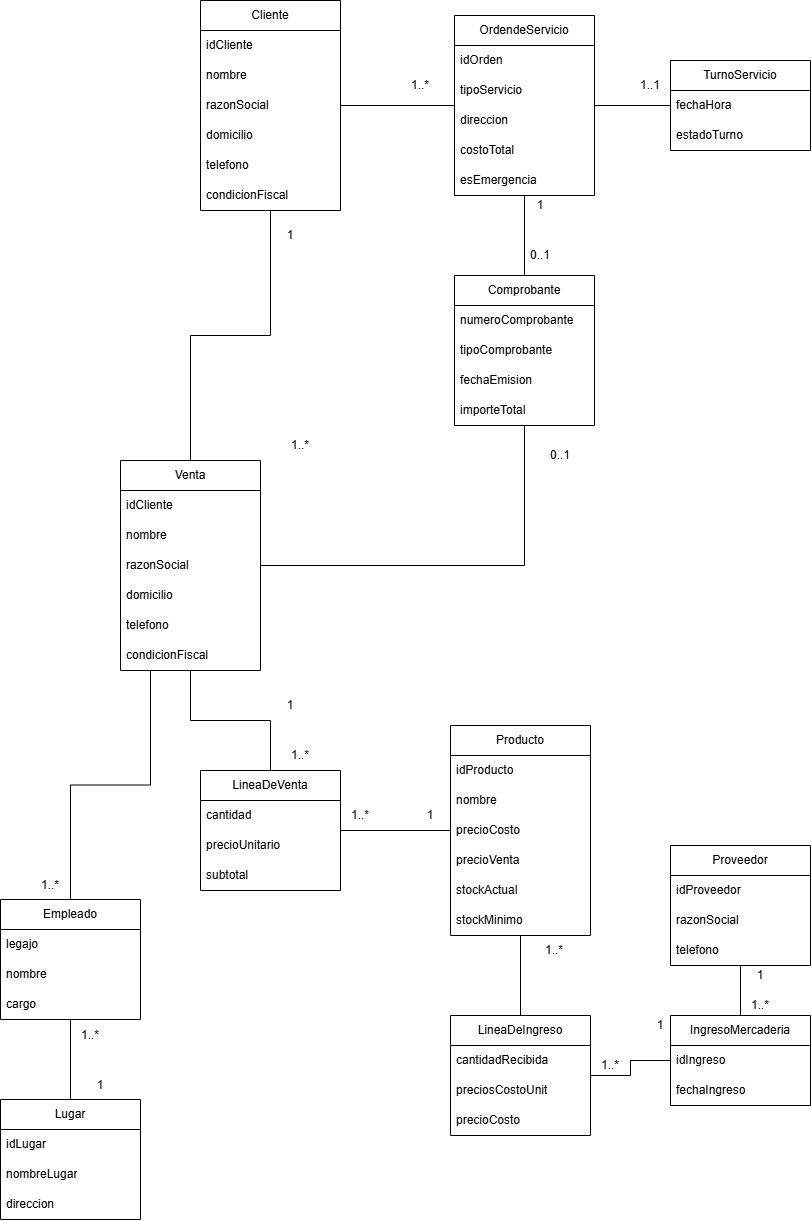 Cliente
idCliente
nombre
razonSocial
domicilio
telefono
condicionFiscal
1..*
OrdendeServicio
idOrden
tipoServicio
direccion
costoTotal
esEmergencia
1..1
TurnoServicio
fechaHora
estadoTurno
1
0..1
Comprobante
numeroComprobante
tipoComprobante
fechaEmision
importeTotal
0..1
1
1..*
Venta
idCliente
nombre
razonSocial
domicilio
telefono
condicionFiscal
1
1..*
LineaDeVenta
cantidad
precioUnitario
subtotal
1..*
1
Producto
idProducto
nombre
precioCosto
precioVenta
stockActual
stockMinimo
1..*
Proveedor
idProveedor
razonSocial
telefono
1
1..*
1..*
Empleado
legajo
nombre
cargo
1..*
1
Lugar
idLugar
nombreLugar
direccion
LineaDeIngreso
cantidadRecibida
preciosCostoUnit
precioCosto
1..*
1
IngresoMercaderia
idIngreso
fechaIngreso